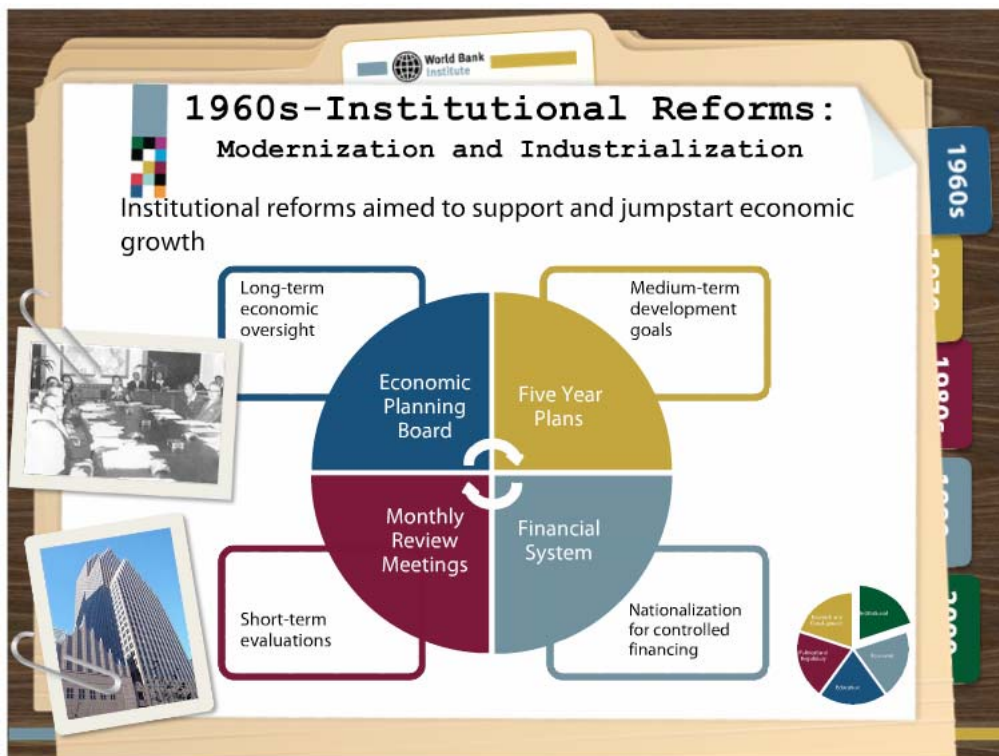 World Bank
Institute
1960s-Institutional Reforms:
Modernization and Industrialization
Institutional reforms aimed to support and jumpstart economic
growth
Long-term
economic
oversight
Medium-term
development
goals
Economic
Planning
Board
Five Year
Plans
Monthly
Review
Meetings
Financial
System
Short-term
evaluations
Nationalization
for controlled
financing
1960s
Education